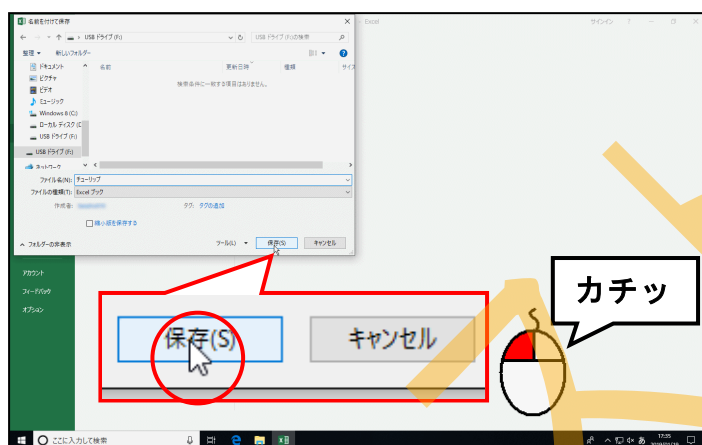 名前を付けて保存
Excel
サインイン ?
USB ドライブ (F:)
USB ドライブ (F:)の検索
整理 新しいフォルダー
ドキュメント
ピクチャ
ビデオ
ミュージック
Windows 8 (C:)
ローカル ディスク (E
USB ドライブ (F:)
USB ドライブ (F:)
ネットワーク
名前 更新日時 種類 サイズ
検索条件に一致する項目はありません。
ファイル名(N): チューリップ
ファイルの種類(T): Excel ブック
作成者:
タグ: タグの追加
縮小版を保存する
フォルダーの非表示
ツール(L) 保存(S) キャンセル
アカウント
フィードバック
オプション
保存(S) キャンセル
カチッ
ここに入力して検索
あ 17:35